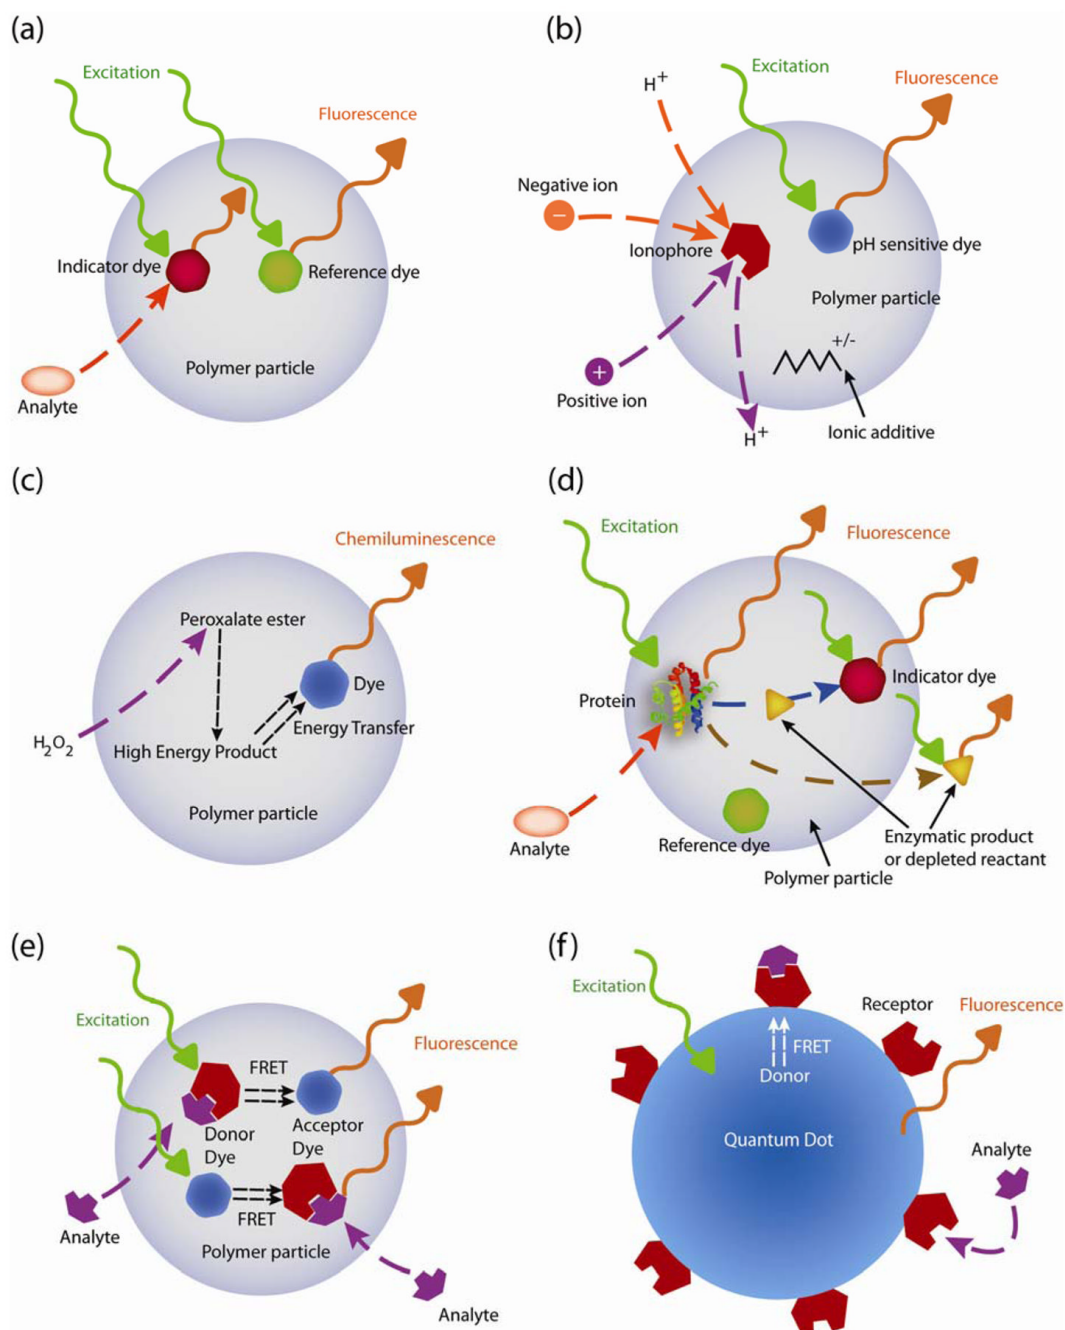 (a)
Excitation
Fluorescence
Indicator dye
Reference dye
Polymer particle
Analyte
(b)
H+
Excitation
Fluorescence
Negative ion
−
Ionophore
pH sensitive dye
Polymer particle
+/-
+
Positive ion
H+
Ionic additive
(c)
Chemiluminescence
Peroxalate ester
Dye
H2O2
High Energy Product
Energy Transfer
Polymer particle
(d)
Excitation
Fluorescence
Protein
Indicator dye
Analyte
Reference dye
Enzymatic product
or depleted reactant
Polymer particle
(e)
Excitation
Fluorescence
FRET
Donor
Dye
Acceptor
Dye
FRET
Analyte
Polymer particle
Analyte
(f)
Excitation
Receptor
Fluorescence
FRET
Donor
Quantum Dot
Analyte